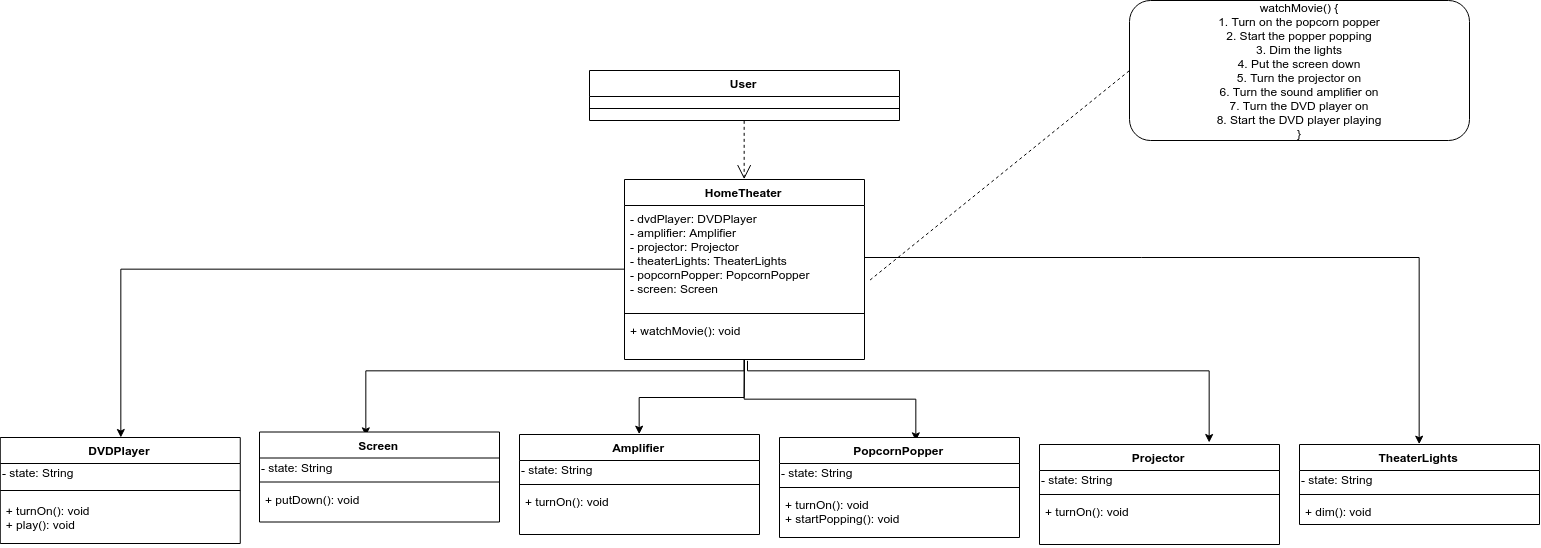 watchMovie() {
1. Turn on the popcorn popper
2. Start the popper popping
3. Dim the lights
4. Put the screen down
5. Turn the projector on
6. Turn the sound amplifier on
7. Turn the DVD player on
8. Start the DVD player playing
}
User
HomeTheater
- dvdPlayer: DVDPlayer
- amplifier: Amplifier
- projector: Projector
- theaterLights: TheaterLights
- popcornPopper: PopcornPopper
- screen: Screen
+ watchMovie(): void
DVDPlayer
- state: String
+ turnOn(): void
+ play(): void
Screen
- state: String
+ putDown(): void
Amplifier
- state: String
+ turnOn(): void
PopcornPopper
- state: String
+ turnOn(): void
+ startPopping(): void
Projector
- state: String
+ turnOn(): void
TheaterLights
- state: String
+ dim(): void